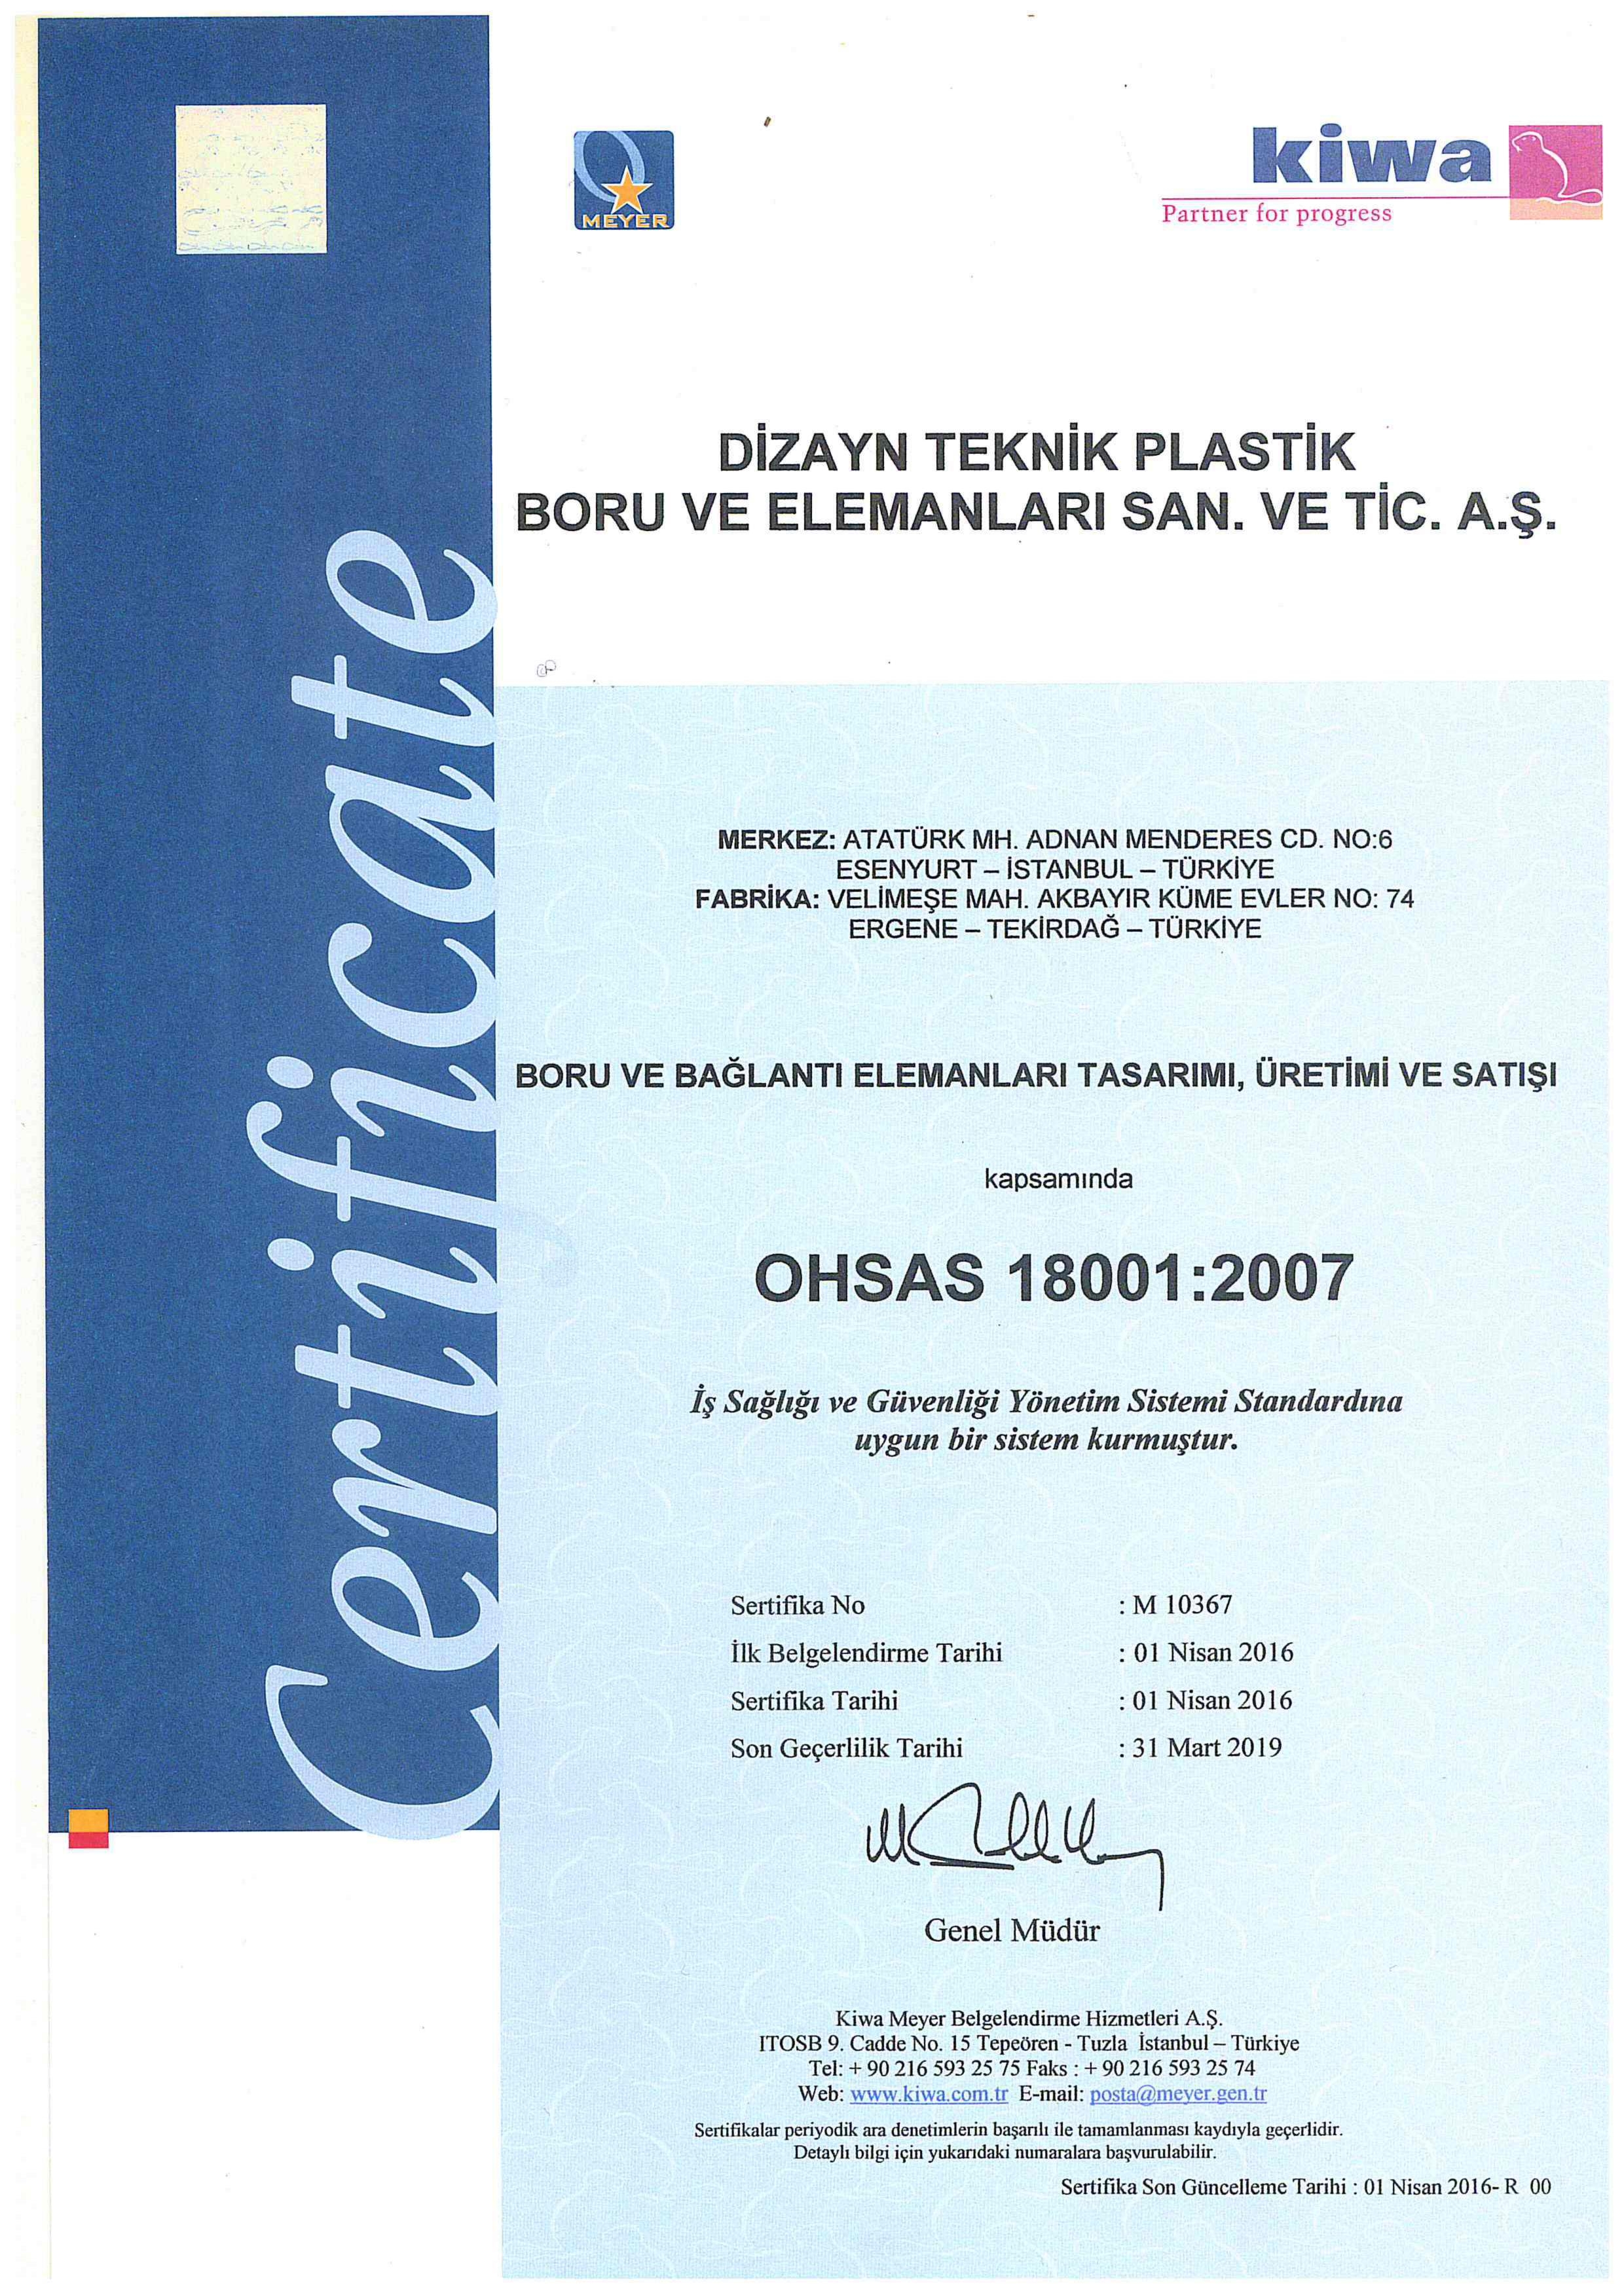 MEYER
kiwa
Partner for progress
DİZAYN TEKNİK PLASTİK
BORU VE ELEMANLARI SAN. VE TİC. A.Ş.
Certificate
MERKEZ: ATATÜRK MH. ADNAN MENDERES CD. NO:6
ESENYURT – İSTANBUL – TÜRKİYE
FABRİKA: VELİMEŞE MAH. AKBAYIR KÜME EVLER NO: 74
ERGENE – TEKİRDAĞ – TÜRKİYE
BORU VE BAĞLANTI ELEMANLARI TASARIMI, ÜRETİMİ VE SATIŞI
kapsamında
OHSAS 18001:2007
İş Sağlığı ve Güvenliği Yönetim Sistemi Standardına
uygun bir sistem kurmuştur.
Sertifika No : M 10367
İlk Belgelendirme Tarihi : 01 Nisan 2016
Sertifika Tarihi : 01 Nisan 2016
Son Geçerlilik Tarihi : 31 Mart 2019
Genel Müdür
Kiwa Meyer Belgelendirme Hizmetleri A.Ş.
ITOSB 9. Cadde No. 15 Tepeören - Tuzla İstanbul – Türkiye
Tel: + 90 216 593 25 75 Faks : + 90 216 593 25 74
Web: www.kiwa.com.tr E-mail: posta@meyer.gen.tr
Sertifikalar periyodik ara denetimlerin başarılı ile tamamlanması kaydıyla geçerlidir.
Detaylı bilgi için yukarıdaki numaralara başvurulabilir.
Sertifika Son Güncelleme Tarihi : 01 Nisan 2016- R 00